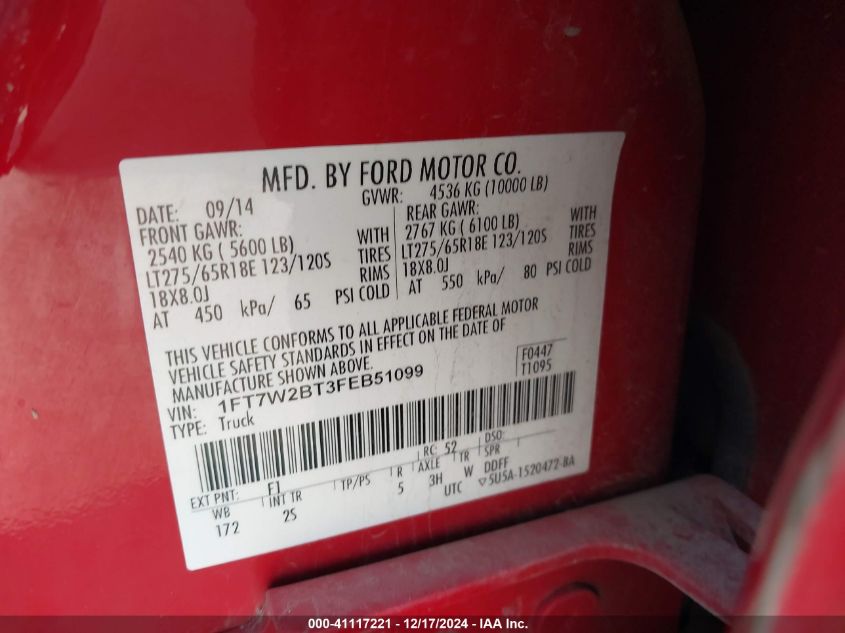 MFD. BY FORD MOTOR CO.
DATE: 09/14
GVWR: 4536 KG (10000 LB)
FRONT GAWR:
2540 KG ( 5600 LB) WITH
LT275/65R18E 123/120S TIRES
18X8.0J RIMS
AT 450 kPa/ 65 PSI COLD
REAR GAWR:
2767 KG ( 6100 LB) WITH
LT275/65R18E 123/120S TIRES
18X8.0J RIMS
AT 550 kPa/ 80 PSI COLD
THIS VEHICLE CONFORMS TO ALL APPLICABLE FEDERAL MOTOR
VEHICLE SAFETY STANDARDS IN EFFECT ON THE DATE OF
MANUFACTURE SHOWN ABOVE.
F0447
T1095
VIN: 1FT7W2BT3FEB51099
TYPE: Truck
EXT PNT: F1 RC: 52 DSO:
WB INT TR TP/PS R AXLE TR SPR
172 2S 5 3H W DDFF
UTC ▽5U5A-1520472-BA
000-41117221 - 12/17/2024 - IAA Inc.